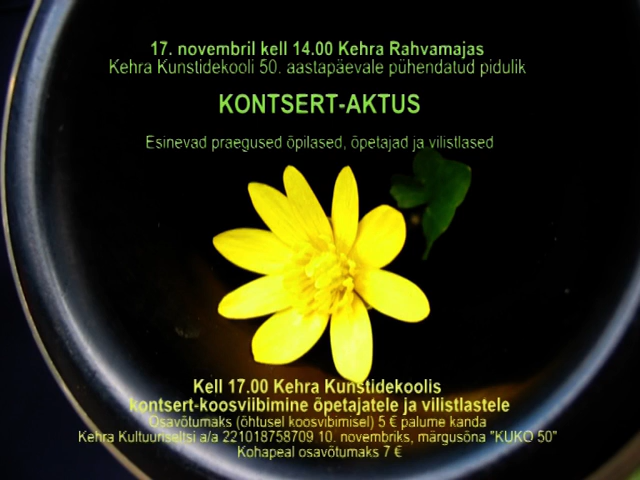 17. novembril kell 14.00 Kehra Rahvamajas
Kehra Kunstidekooli 50. aastapäevale pühendatud pidulik
KONTSERT-AKTUS
Esinevad praegused õpilased, õpetajad ja vilistlased
Kell 17.00 Kehra Kunstidekoolis
kontsert-koosviibimine õpetajatele ja vilistlastele
Osavõtumaks (õhtusel koosvibimisel) 5 € palume kanda
Kehra Kultuuriseltsi a/a 221018758709 10. novembriks, märgusõna "KUKO 50"
Kohapeal osavõtumaks 7 €